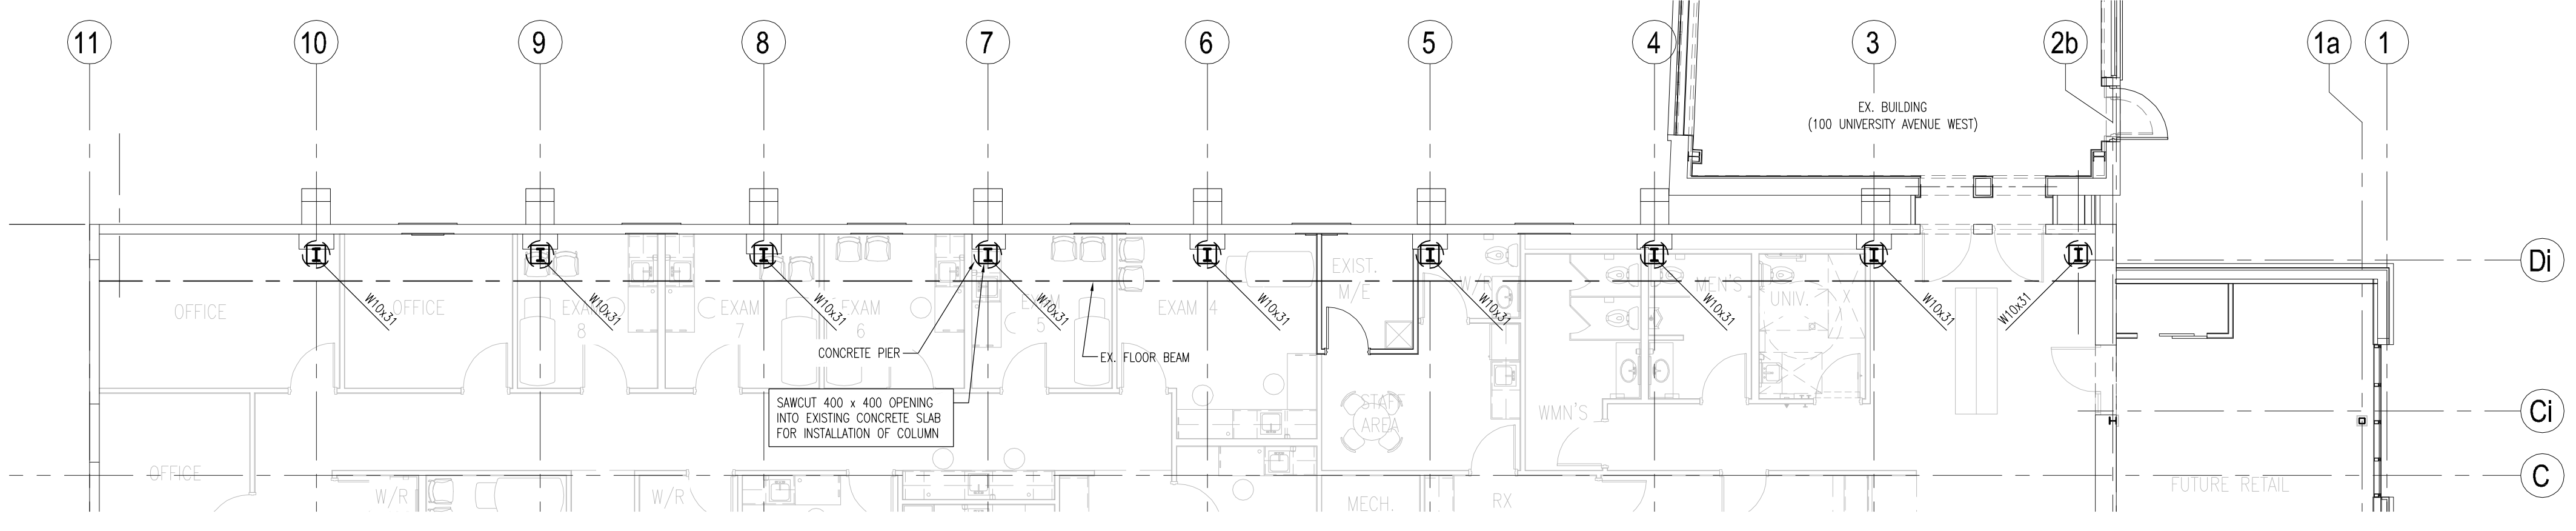 11
10
9
8
7
6
5
4
3
2b
1a
1
EX. BUILDING
(100 UNIVERSITY AVENUE WEST)
Di
Ci
C
W10x31
W10x31
W10x31
W10x31
W10x31
W10x31
W10x31
W10x31
W10x31
OFFICE
OFFICE
EXAM
8
EXAM
7
EXAM
6
EXAM
5
EXAM 4
EXIST.
M/E
W/R
MEN'S
UNIV.
CONCRETE PIER
EX. FLOOR BEAM
SAWCUT 400 x 400 OPENING
INTO EXISTING CONCRETE SLAB
FOR INSTALLATION OF COLUMN
STAFF
AREA
WMN'S
OFFICE
W/R
W/R
MECH.
RX
FUTURE RETAIL